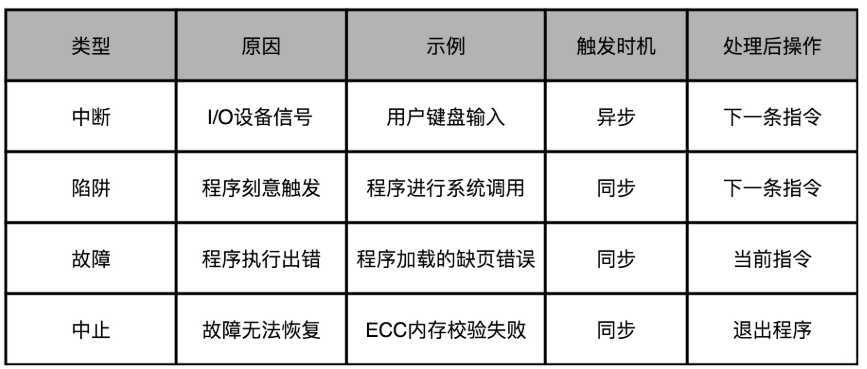 类型 原因 示例 触发时机 处理后操作
中断 I/O设备信号 用户键盘输入 异步 下一条指令
陷阱 程序刻意触发 程序进行系统调用 同步 下一条指令
故障 程序执行出错 程序加载的缺页错误 同步 当前指令
中止 故障无法恢复 ECC内存校验失败 同步 退出程序